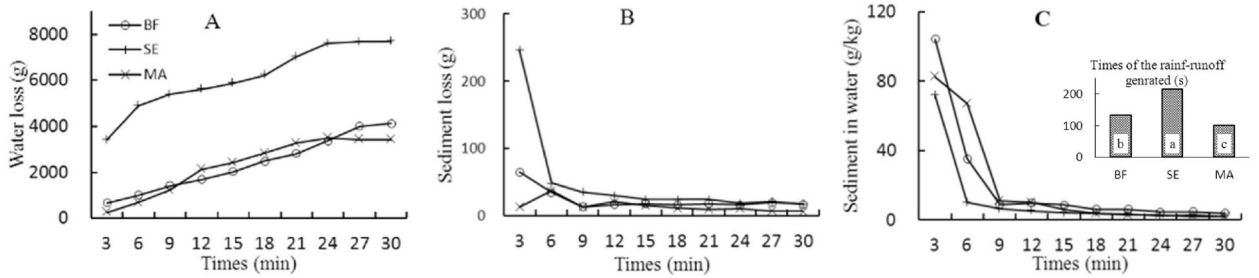 A
Water loss (g)
8000
6000
4000
2000
0
BF
SE
MA
3 6 9 12 15 18 21 24 27 30
Times (min)
B
Sediment loss (g)
300
200
100
0
3 6 9 12 15 18 21 24 27 30
Times (min)
C
Sediment in water (g/kg)
120
80
40
0
3 6 9 12 15 18 21 24 27 30
Times (min)
Times of the rainf-runoff
genrated (s)
200
100
0
b a c
BF SE MA